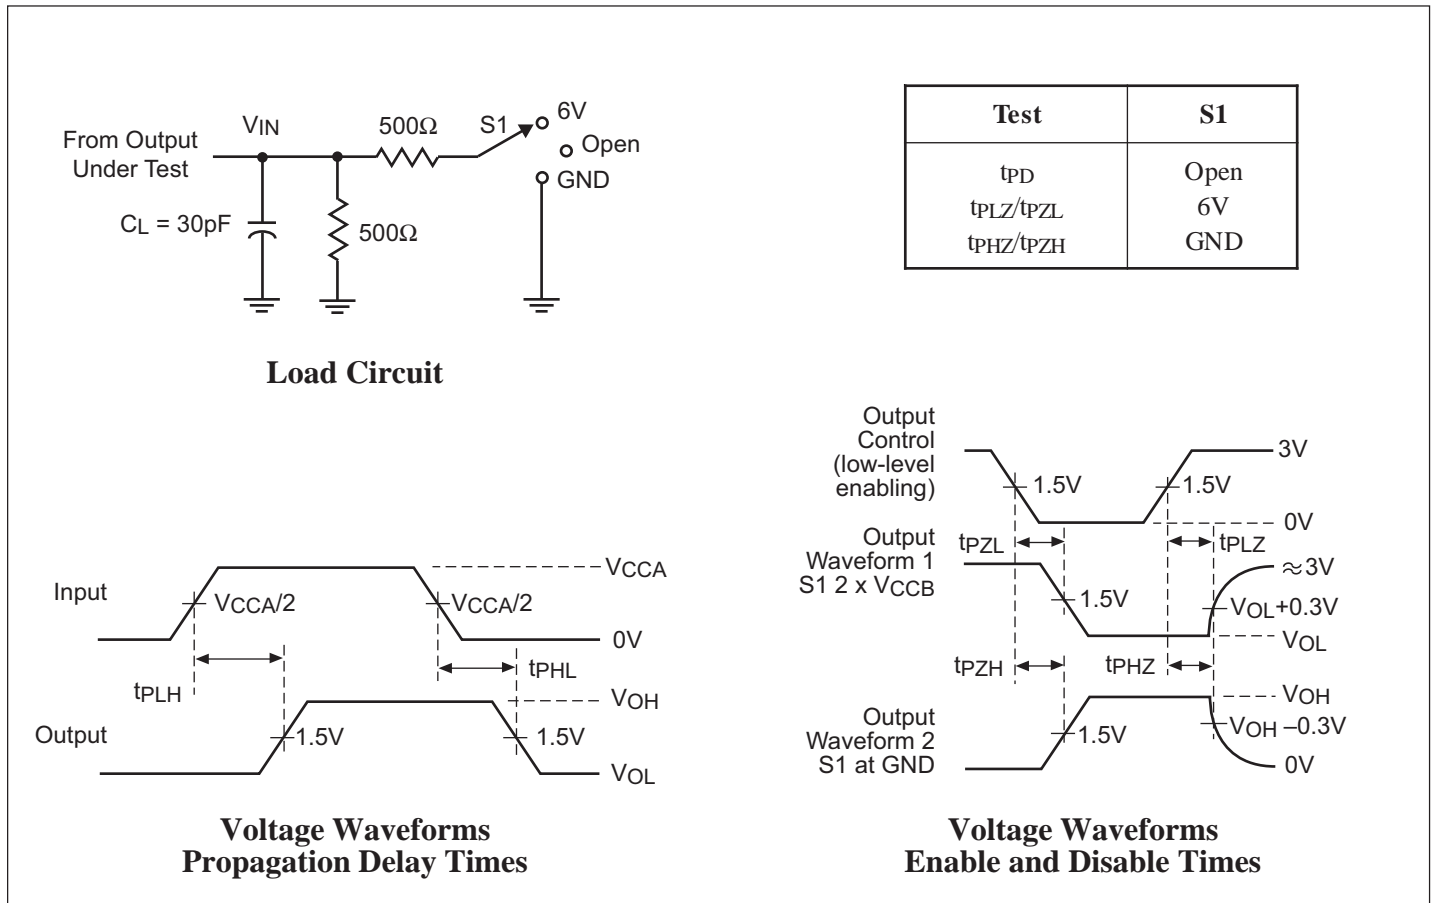 From Output
Under Test
VIN
500Ω
S1
6V
Open
GND
CL = 30pF
500Ω
Load Circuit
Test S1
tPD Open
tPLZ/tPZL 6V
tPHZ/tPZH GND
Input
VCCA/2
VCCA/2
VCCA
0V
tPLH
tPHL
Output
1.5V
1.5V
VOH
VOL
Voltage Waveforms
Propagation Delay Times
Output
Control
(low-level
enabling)
1.5V
1.5V
3V
0V
Output
Waveform 1
S1 2 x VCCB
tPZL
tPLZ
1.5V
≈3V
VOL+0.3V
VOL
tPZH
tPHZ
Output
Waveform 2
S1 at GND
1.5V
VOH
VOH –0.3V
0V
Voltage Waveforms
Enable and Disable Times